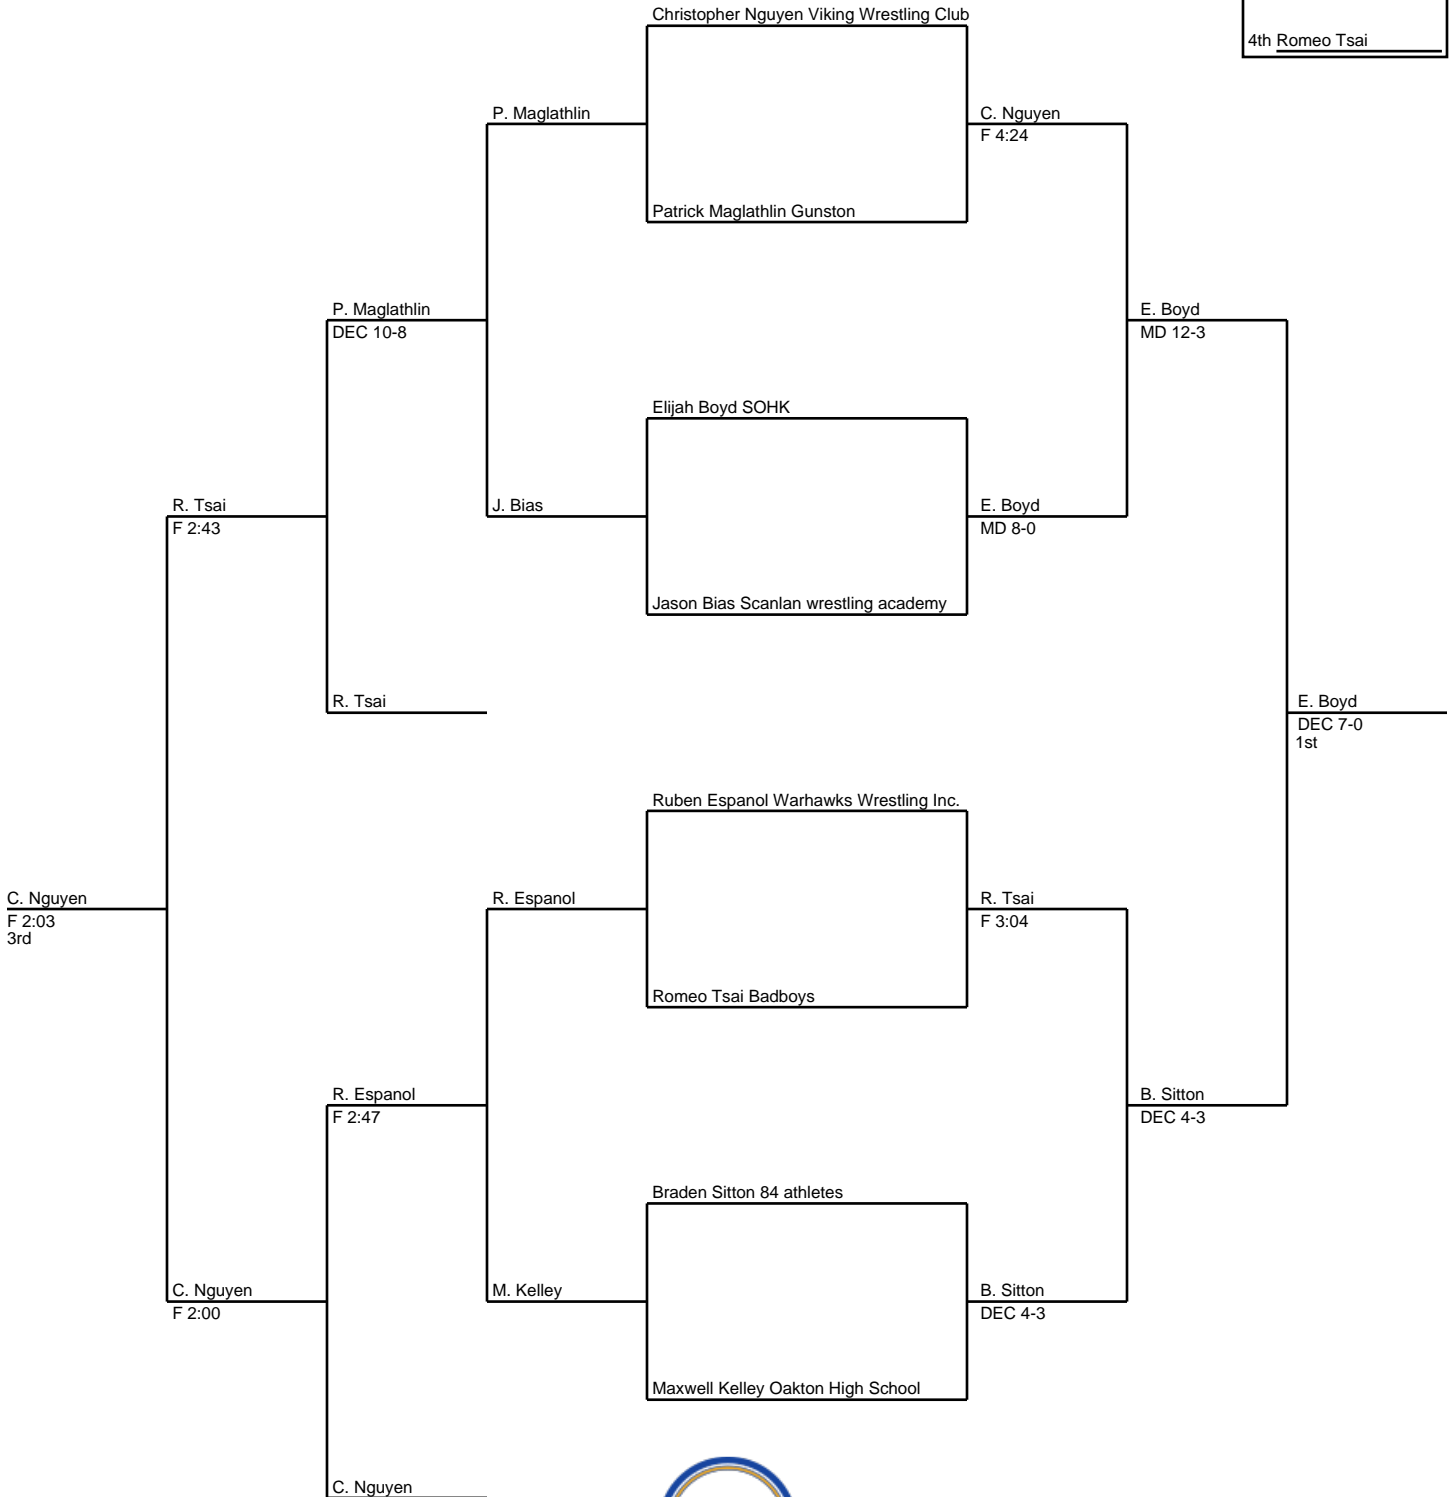 Christopher Nguyen Viking Wrestling Club
4th Romeo Tsai
P. Maglathlin
C. Nguyen
F 4:24
Patrick Maglathlin Gunston
P. Maglathlin
DEC 10-8
E. Boyd
MD 12-3
Elijah Boyd SOHK
R. Tsai
F 2:43
J. Bias
E. Boyd
MD 8-0
Jason Bias Scanlan wrestling academy
R. Tsai
E. Boyd
DEC 7-0
1st
Ruben Espanol Warhawks Wrestling Inc.
C. Nguyen
F 2:03
3rd
R. Espanol
R. Tsai
F 3:04
Romeo Tsai Badboys
R. Espanol
F 2:47
B. Sitton
DEC 4-3
Braden Sitton 84 athletes
C. Nguyen
F 2:00
M. Kelley
B. Sitton
DEC 4-3
Maxwell Kelley Oakton High School
C. Nguyen